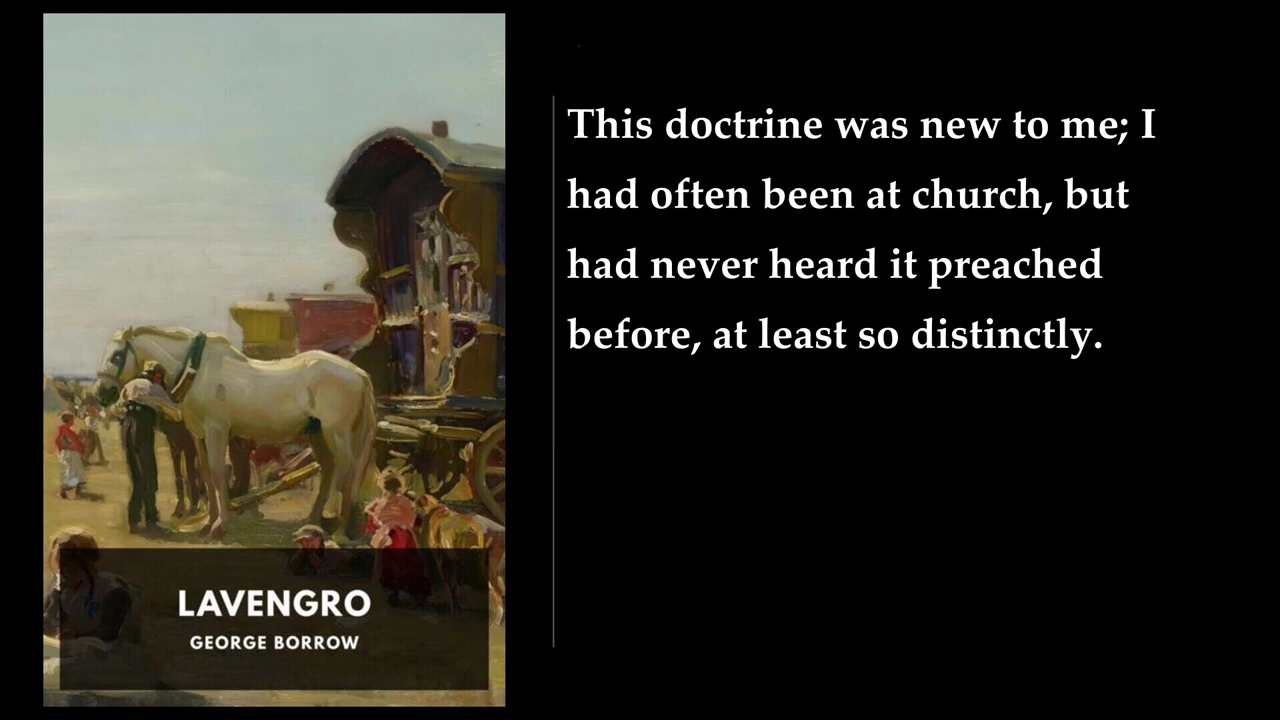 This doctrine was new to me; I
had often been at church, but
had never heard it preached
before, at least so distinctly.
LAVENGRO
GEORGE BORROW